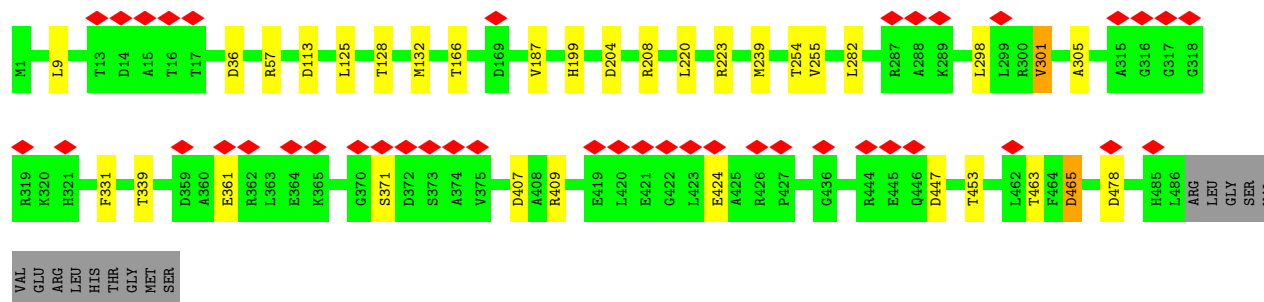 M1 L9 T13 D14 A15 T16 T17 D36 R57 D113 L125 T128 M132 T166 D169 V187 H199 D204 R208 L220 R223 M239 T254 V255 L282 R287 A288 K289 L298 L299 R300 V301 A305 A315 G316 G317 G318
R319 K320 H321 F331 T339 D359 A360 E361 R362 L363 E364 K365 G370 S371 D372 S373 A374 V375 D407 A408 R409 E419 L420 E421 G422 L423 E424 A425 R426 P427 G436 R444 E445 Q446 D447 T453 L462 T463 F464 D465 D478 H485 L486 ARG LEU GLY SER
VAL GLU ARG LEU HIS THR GLY MET SER